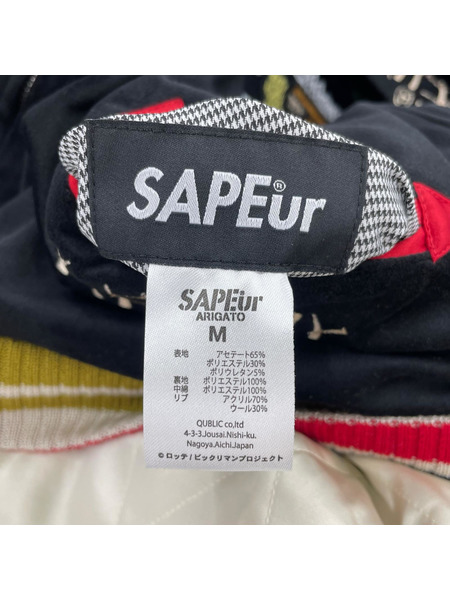 SAPEur®
SAPEur
ARIGATO
M
表地 アセテート65%
ポリエステル30%
ポリウレタン5%
裏地 ポリエステル100%
中綿 ポリエステル100%
リブ アクリル70%
ウール30%
QUBLIC co,ltd
4-3-3.Jousai.Nishi-ku.
Nagoya.Aichi.Japan
©ロッテ/ビックリマンプロジェクト